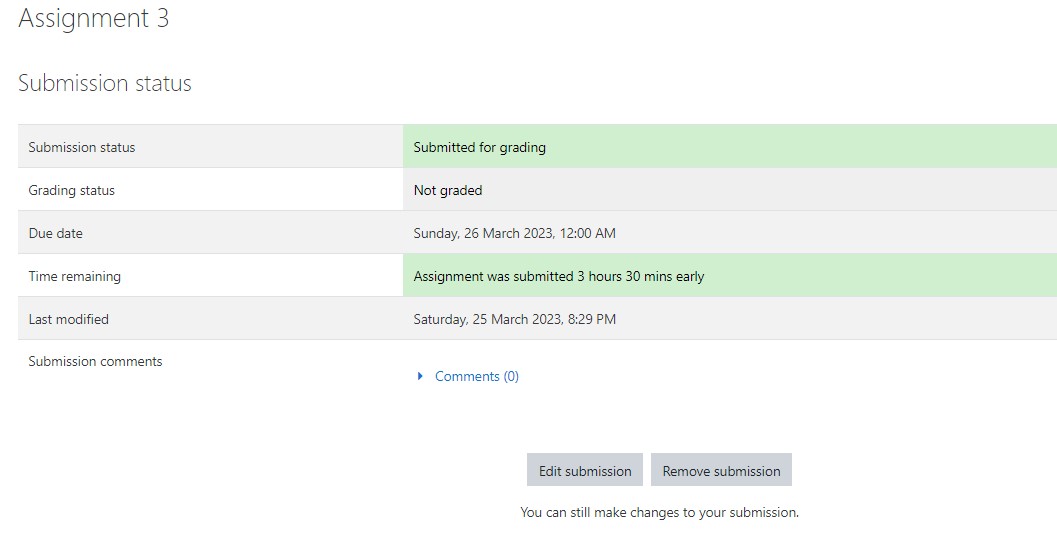 Assignment 3
Submission status
Submission status Submitted for grading
Grading status Not graded
Due date Sunday, 26 March 2023, 12:00 AM
Time remaining Assignment was submitted 3 hours 30 mins early
Last modified Saturday, 25 March 2023, 8:29 PM
Submission comments
Comments (0)
Edit submission Remove submission
You can still make changes to your submission.